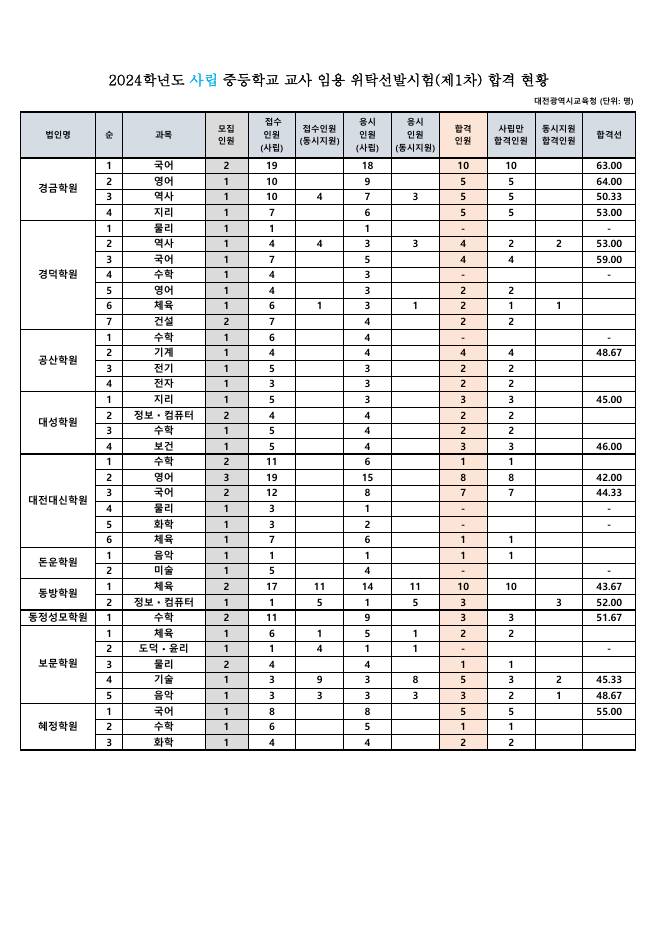 2024학년도 사립 중등학교 교사 임용 위탁선발시험(제1차) 합격 현황
대전광역시교육청 (단위: 명)
법인명 순 과목 모집 인원 접수 인원 (사립) 접수인원 (동시지원) 응시 인원 (사립) 응시 인원 (동시지원) 합격 인원 사립만 합격인원 동시지원 합격인원 합격선
경금학원 1 국어 2 19 18 10 10 63.00
2 영어 1 10 9 5 5 64.00
3 역사 1 10 4 7 3 5 5 50.33
4 지리 1 7 6 5 5 53.00
경덕학원 1 물리 1 1 1 - -
2 역사 1 4 4 3 3 4 2 2 53.00
3 국어 1 7 5 4 4 59.00
4 수학 1 4 3 - -
5 영어 1 4 3 2 2
6 체육 1 6 1 3 1 2 1 1
7 건설 2 7 4 2 2
공산학원 1 수학 1 6 4 - -
2 기계 1 4 4 4 4 48.67
3 전기 1 5 3 2 2
4 전자 1 3 3 2 2
대성학원 1 지리 1 5 3 3 3 45.00
2 정보・컴퓨터 2 4 4 2 2
3 수학 1 5 4 2 2
4 보건 1 5 4 3 3 46.00
대전대신학원 1 수학 2 11 6 1 1
2 영어 3 19 15 8 8 42.00
3 국어 2 12 8 7 7 44.33
4 물리 1 3 1 - -
5 화학 1 3 2 - -
6 체육 1 7 6 1 1
돈운학원 1 음악 1 1 1 1 1
2 미술 1 5 4 - -
동방학원 1 체육 2 17 11 14 11 10 10 43.67
2 정보・컴퓨터 1 1 5 1 5 3 3 52.00
동정성모학원 1 수학 2 11 9 3 3 51.67
보문학원 1 체육 1 6 1 5 1 2 2
2 도덕・윤리 1 1 4 1 1 - -
3 물리 2 4 4 1 1
4 기술 1 3 9 3 8 5 3 2 45.33
5 음악 1 3 3 3 3 3 2 1 48.67
혜정학원 1 국어 1 8 8 5 5 55.00
2 수학 1 6 5 1 1
3 화학 1 4 4 2 2